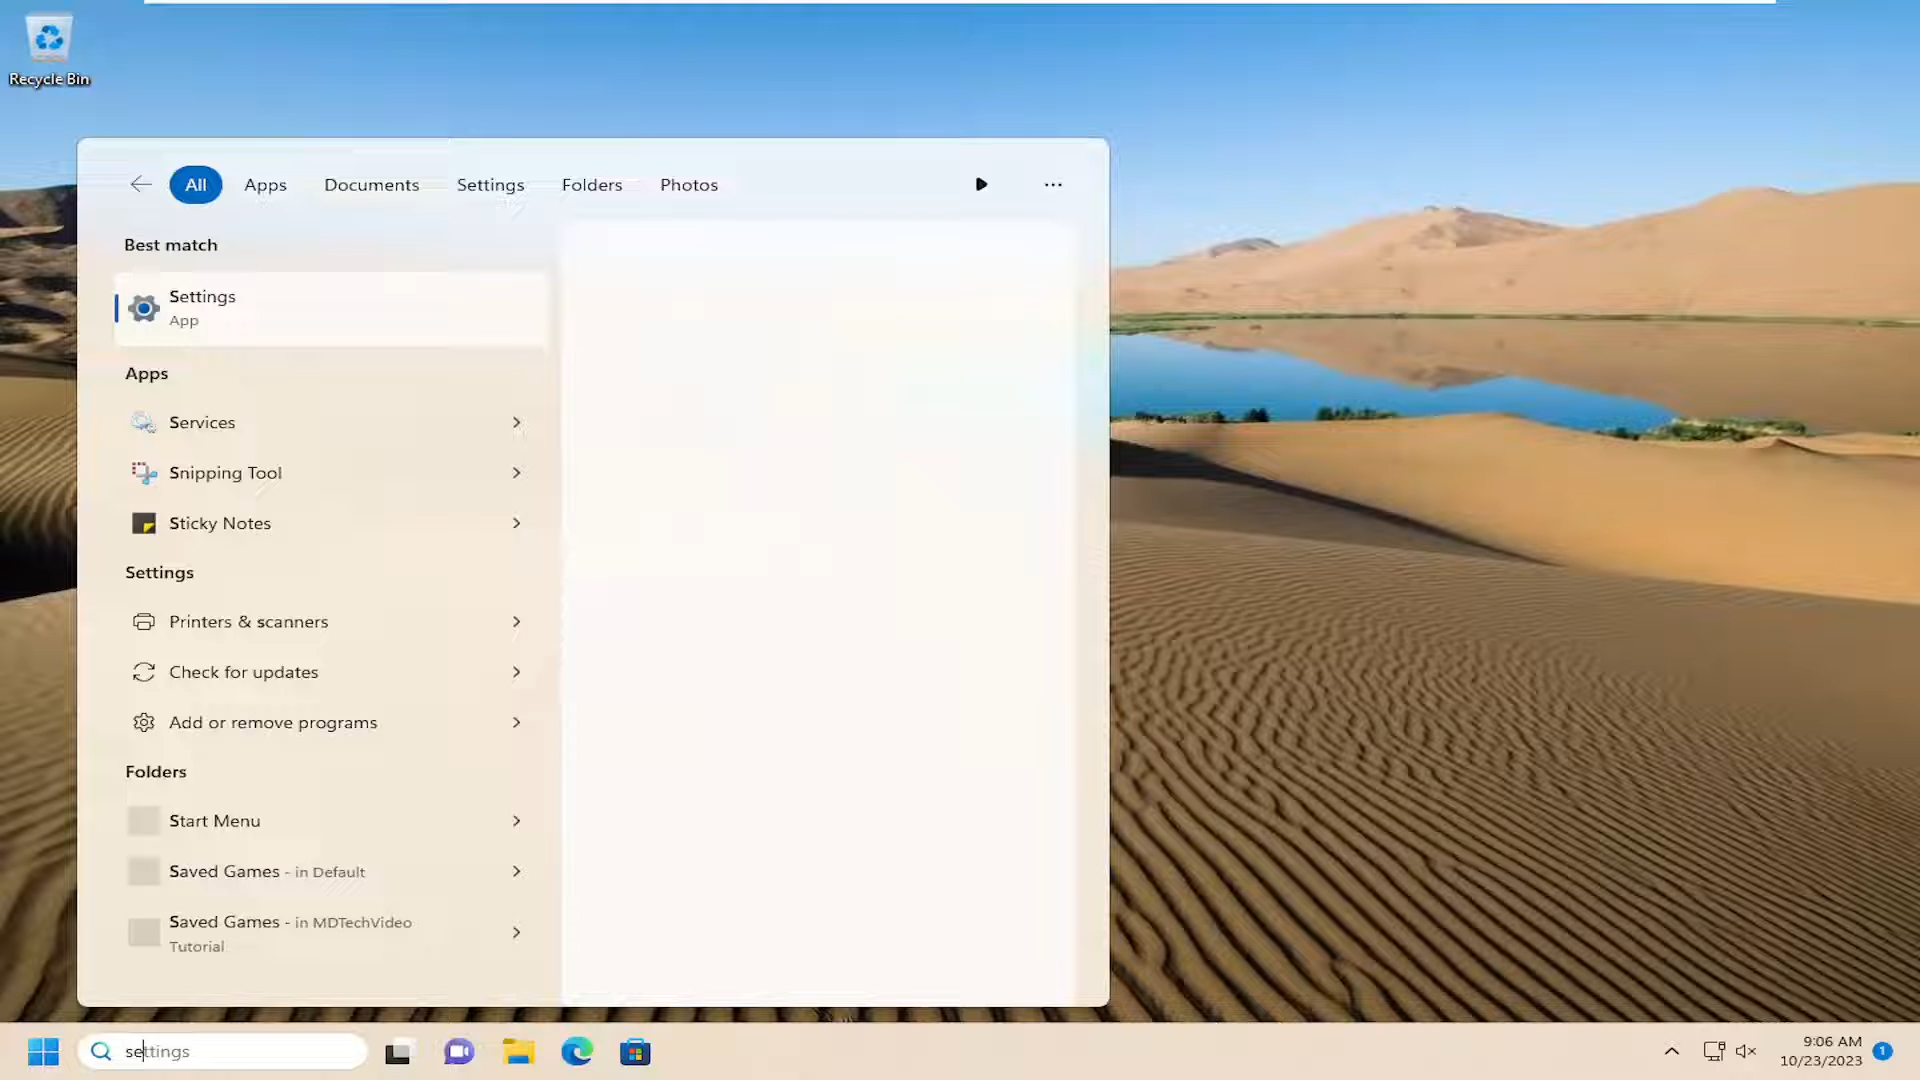 Recycle Bin
All Apps Documents Settings Folders Photos
Best match
Settings
App
Apps
Services
Snipping Tool
Sticky Notes
Settings
Printers & scanners
Check for updates
Add or remove programs
Folders
Start Menu
Saved Games - in Default
Saved Games - in MDTechVideo
Tutorial
settings
9:06 AM
10/23/2023
1